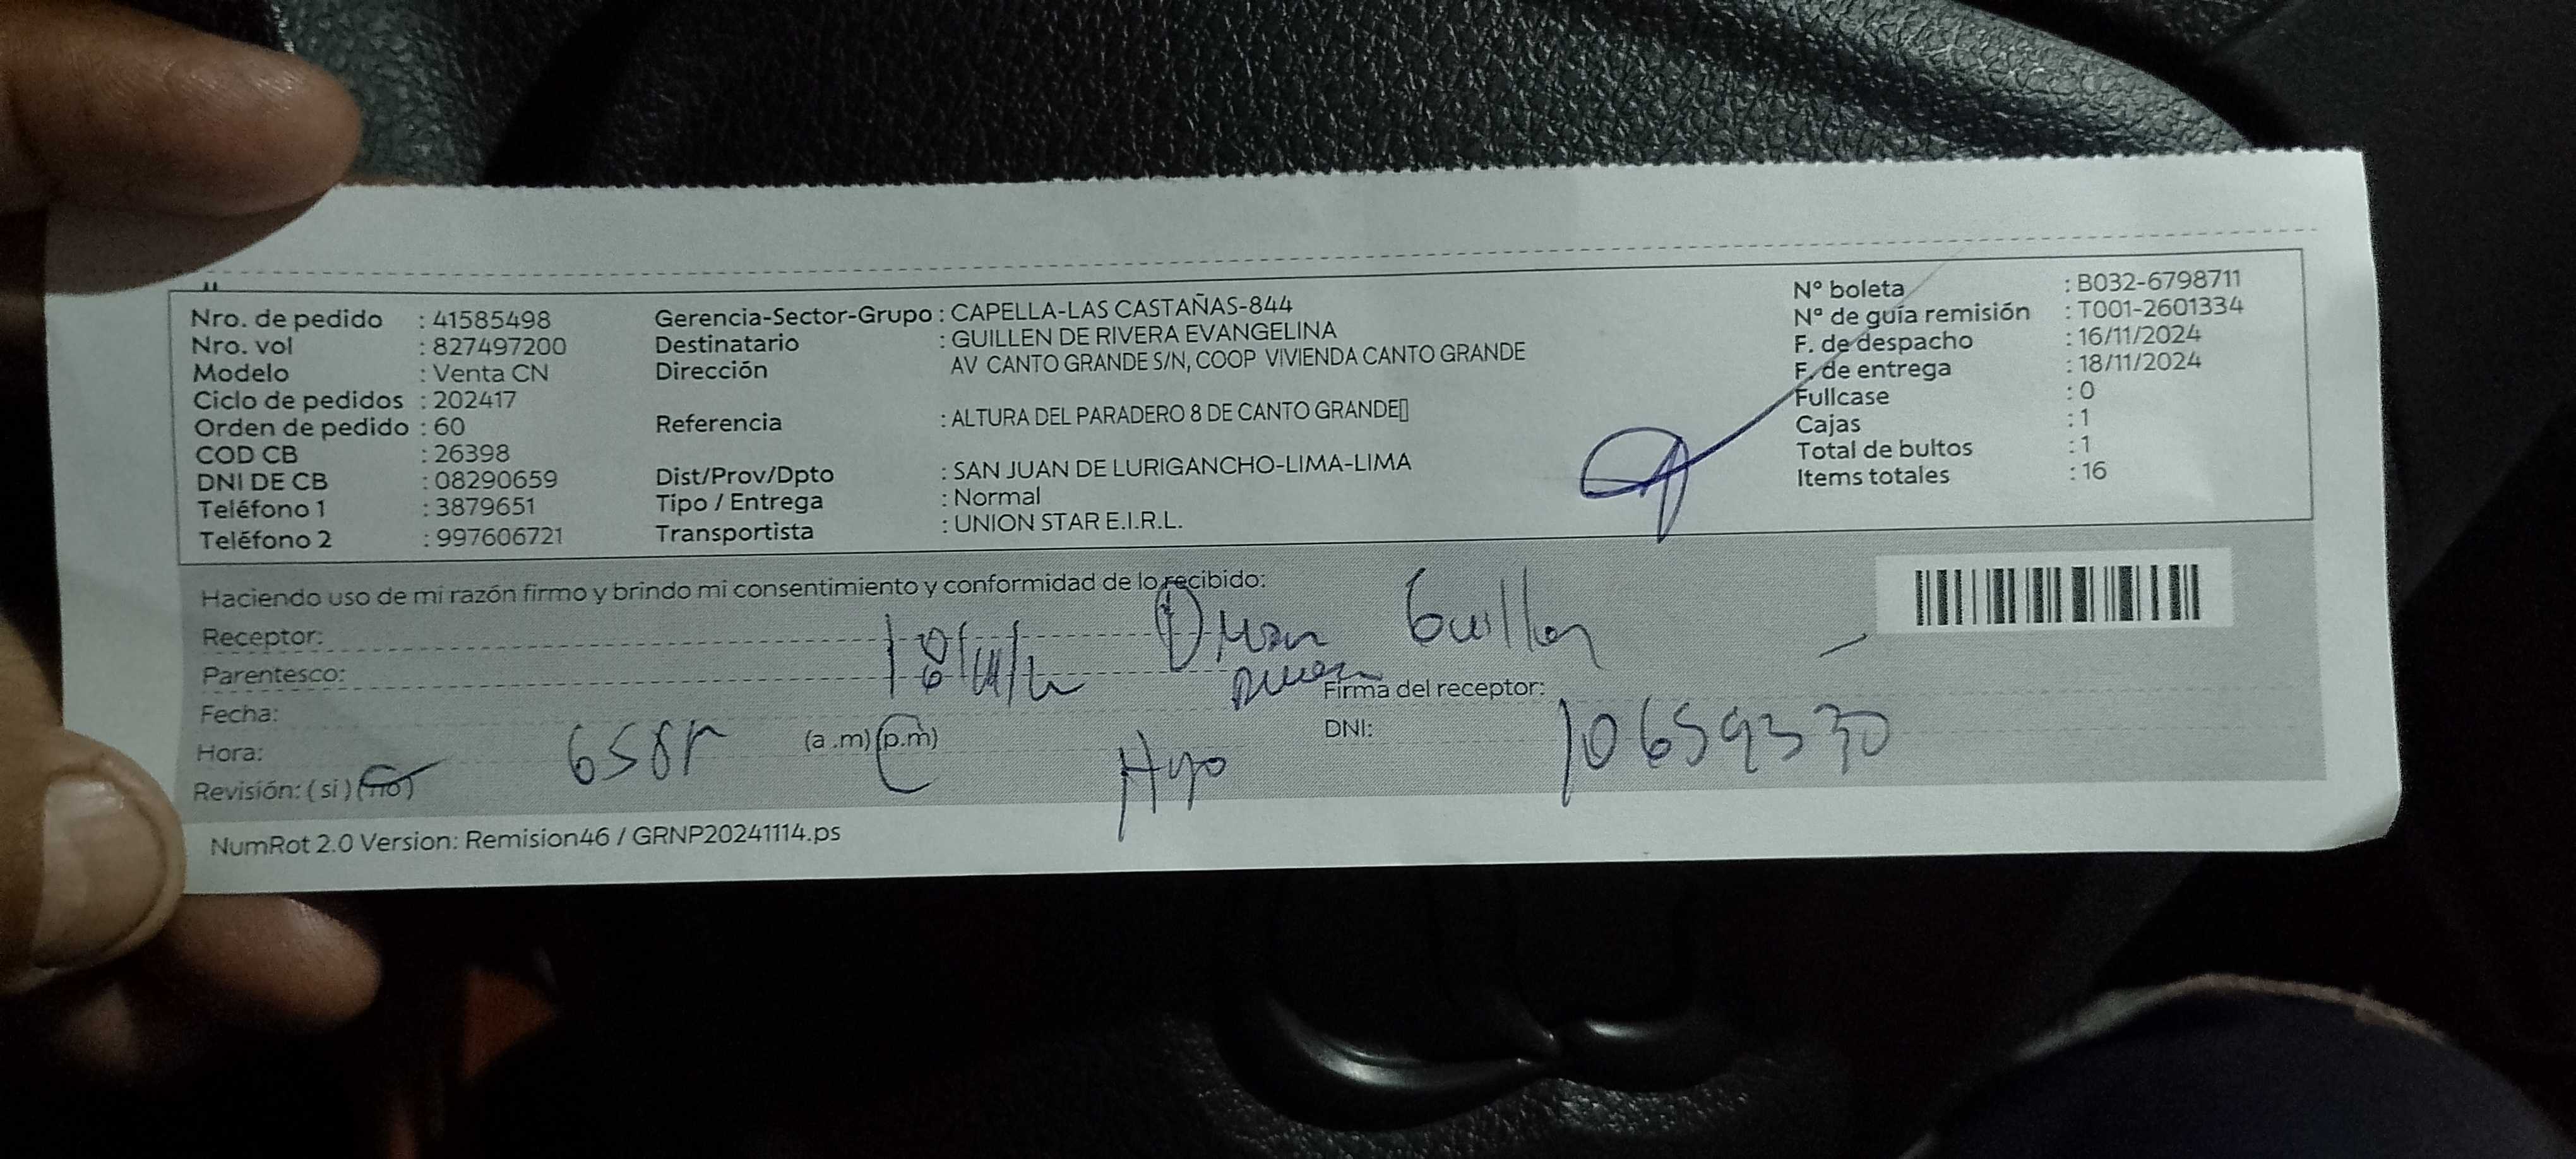 Nro. de pedido : 41585498
Nro. vol : 827497200
Modelo : Venta CN
Ciclo de pedidos : 202417
Orden de pedido : 60
COD CB : 26398
DNI DE CB : 08290659
Teléfono 1 : 3879651
Teléfono 2 : 997606721
Gerencia-Sector-Grupo : CAPELLA-LAS CASTAÑAS-844
Destinatario : GUILLEN DE RIVERA EVANGELINA
Dirección AV CANTO GRANDE S/N, COOP VIVIENDA CANTO GRANDE
Referencia : ALTURA DEL PARADERO 8 DE CANTO GRANDE
Dist/Prov/Dpto : SAN JUAN DE LURIGANCHO-LIMA-LIMA
Tipo / Entrega : Normal
Transportista : UNION STAR E.I.R.L.
N° boleta : B032-6798711
N° de guía remisión : T001-2601334
F. de despacho : 16/11/2024
F. de entrega : 18/11/2024
Fullcase : 0
Cajas : 1
Total de bultos : 1
Items totales : 16
Haciendo uso de mi razón firmo y brindo mi consentimiento y conformidad de lo recibido:
Receptor: Guillen
Parentesco:
Fecha:
Hora: 658 (a .m) (p.m)
Revisión: ( si ) (no)
Firma del receptor:
DNI: 10659330
NumRot 2.0 Version: Remision46 / GRNP20241114.ps